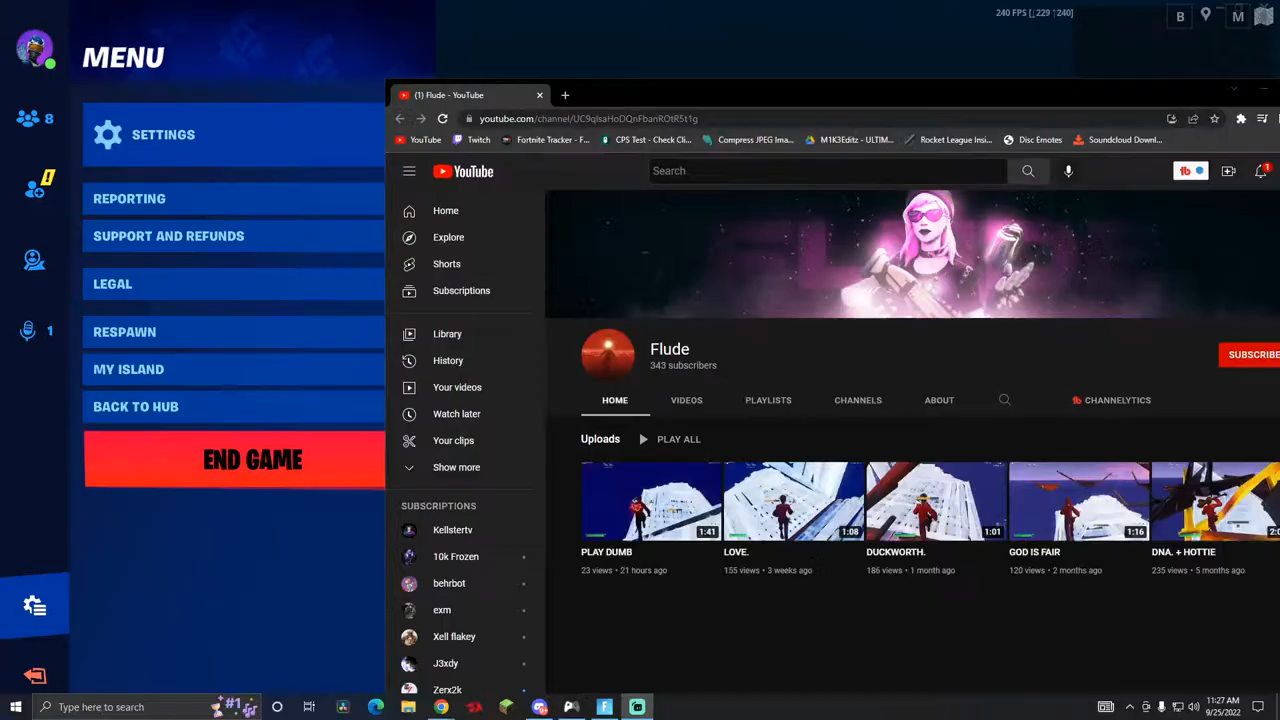 240 FPS [↓229 ↑240]
B
M
MENU
8
SETTINGS
REPORTING
SUPPORT AND REFUNDS
LEGAL
1
RESPAWN
MY ISLAND
BACK TO HUB
END GAME
(1) Flude - YouTube
youtube.com/channel/UC9qisaHoDQnFbanROtR5t1g
YouTube
Twitch
Fortnite Tracker - F...
CPS Test - Check Cli...
Compress JPEG Ima...
M1K3Editz - ULTIM...
Rocket League Insi...
Disc Emotes
Soundcloud Downl...
YouTube
Search
1
Home
Explore
Shorts
Subscriptions
Library
History
Your videos
Watch later
Your clips
Show more
SUBSCRIPTIONS
Kellstertv
10k Frozen
behrbot
exm
Xell flakey
J3xdy
Zerx2k
Flude
343 subscribers
SUBSCRIBE
HOME
VIDEOS
PLAYLISTS
CHANNELS
ABOUT
CHANNELYTICS
Uploads
PLAY ALL
1:41
1:08
1:01
1:16
2:0
PLAY DUMB
LOVE.
DUCKWORTH.
GOD IS FAIR
DNA. + HOTTIE
23 views • 21 hours ago
155 views • 3 weeks ago
186 views • 1 month ago
120 views • 2 months ago
235 views • 5 months ago
Type here to search
#1
11:27 AM
9/25/2022